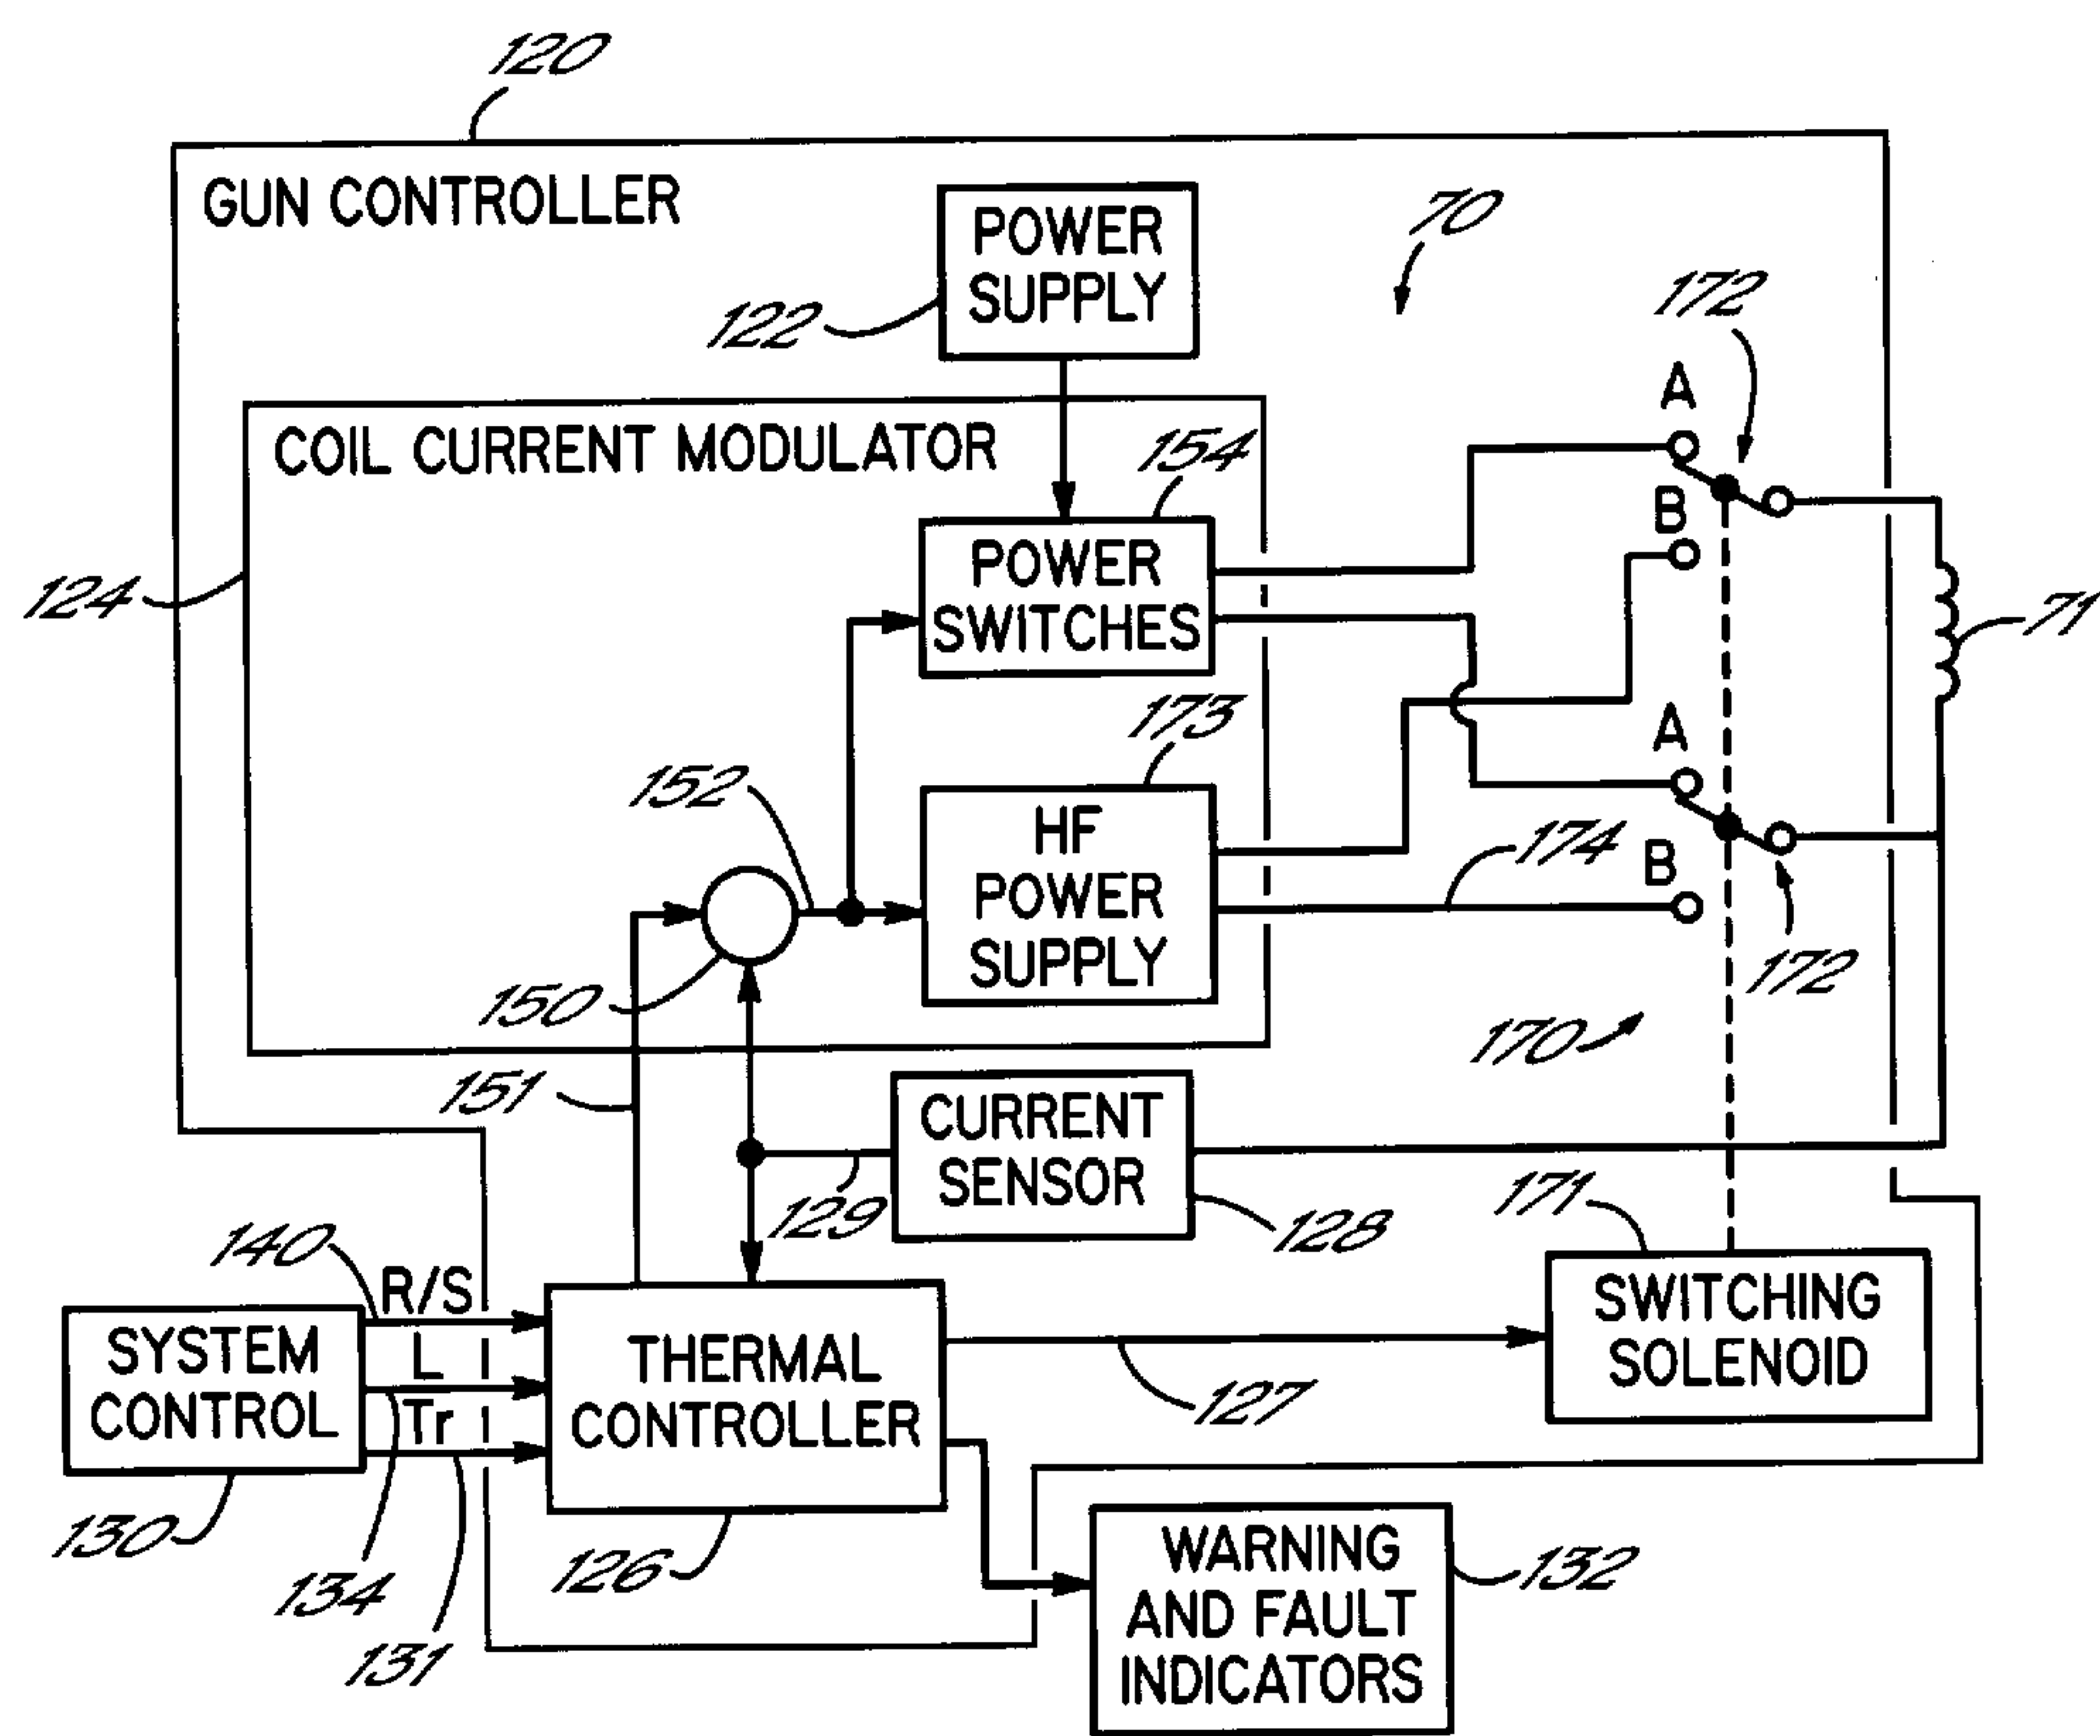 120
GUN CONTROLLER
POWER
SUPPLY
70
122
172
A
COIL CURRENT MODULATOR
154
B
POWER
SWITCHES
124
71
173
A
152
HF
POWER
SUPPLY
174
B
150
172
170
151
CURRENT
SENSOR
129
128
171
140
R/S
SYSTEM
CONTROL
L
Tr
THERMAL
CONTROLLER
SWITCHING
SOLENOID
127
130
134
131
126
WARNING
AND FAULT
INDICATORS
132